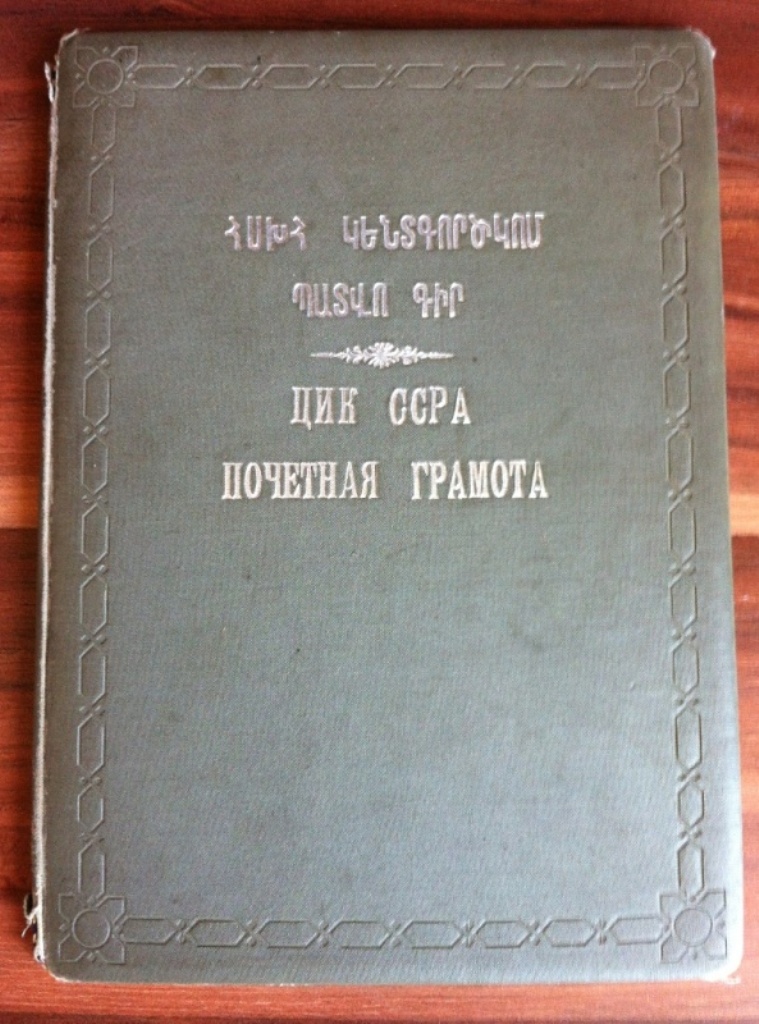 ՀՍԽՀ ԿԵՆՏԳՈՐԾԿՈՄ
ՊԱՏՎՈ ԳԻՐ
ЦИК ССРА
ПОЧЕТНАЯ ГРАМОТА